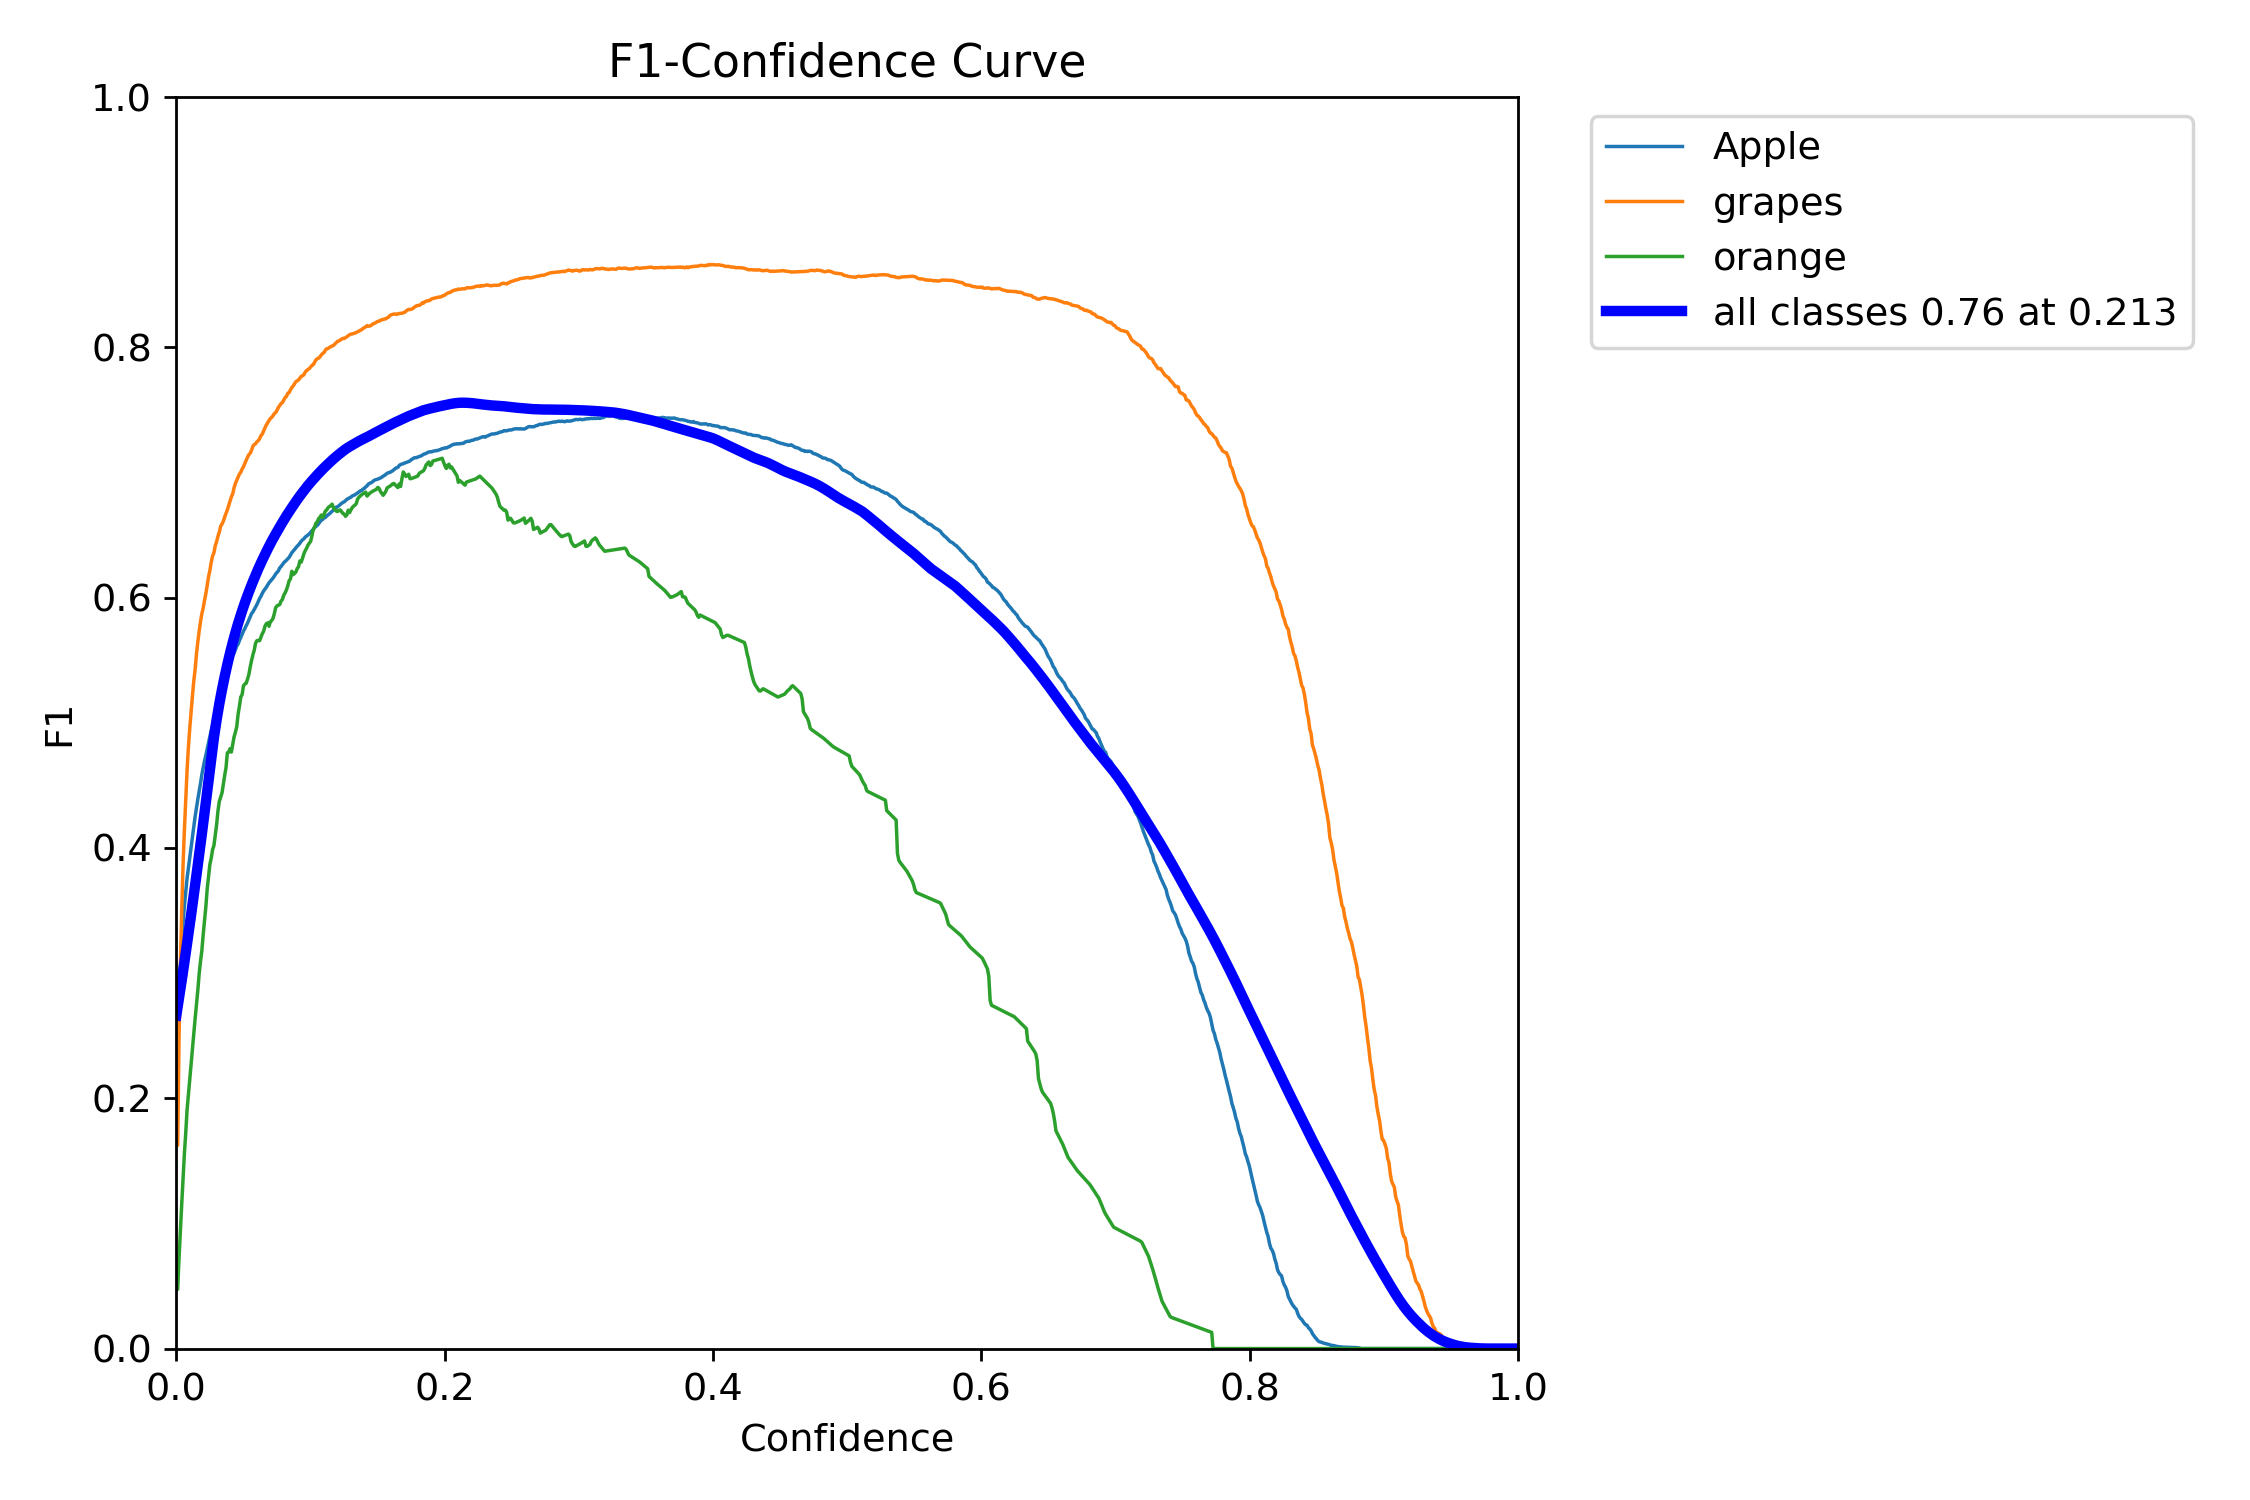 F1-Confidence Curve
1.0
0.8
0.6
0.4
0.2
0.0
F1
0.0 0.2 0.4 0.6 0.8 1.0
Confidence
Apple
grapes
orange
all classes 0.76 at 0.213